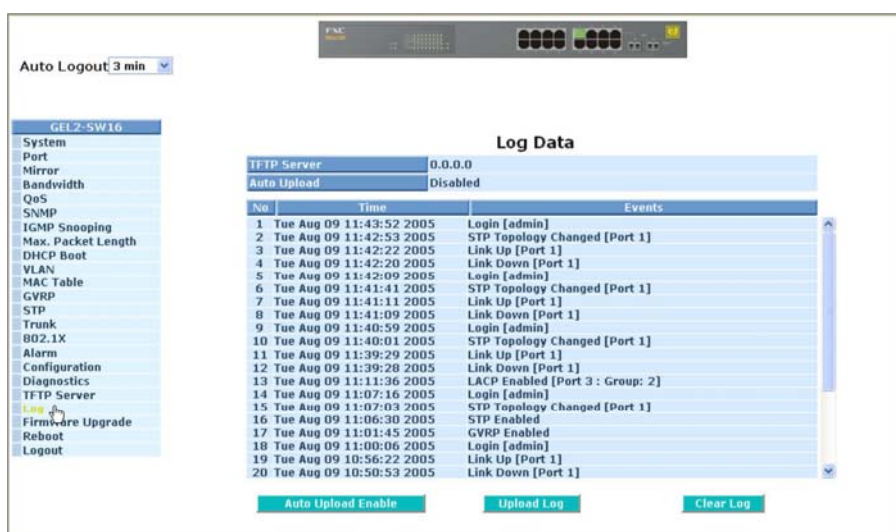 FXC
Auto Logout 3 min
GEL2-SW16
System
Port
Mirror
Bandwidth
QoS
SNMP
IGMP Snooping
Max. Packet Length
DHCP Boot
VLAN
MAC Table
GVRP
STP
Trunk
802.1X
Alarm
Configuration
Diagnostics
TFTP Server
Log
Firmware Upgrade
Reboot
Logout
Log Data
TFTP Server 0.0.0.0
Auto Upload Disabled
No Time Events
1 Tue Aug 09 11:43:52 2005 Login [admin]
2 Tue Aug 09 11:42:53 2005 STP Topology Changed [Port 1]
3 Tue Aug 09 11:42:22 2005 Link Up [Port 1]
4 Tue Aug 09 11:42:20 2005 Link Down [Port 1]
5 Tue Aug 09 11:42:09 2005 Login [admin]
6 Tue Aug 09 11:41:41 2005 STP Topology Changed [Port 1]
7 Tue Aug 09 11:41:11 2005 Link Up [Port 1]
8 Tue Aug 09 11:41:09 2005 Link Down [Port 1]
9 Tue Aug 09 11:40:59 2005 Login [admin]
10 Tue Aug 09 11:40:01 2005 STP Topology Changed [Port 1]
11 Tue Aug 09 11:39:29 2005 Link Up [Port 1]
12 Tue Aug 09 11:39:28 2005 Link Down [Port 1]
13 Tue Aug 09 11:11:36 2005 LACP Enabled [Port 3 : Group: 2]
14 Tue Aug 09 11:07:16 2005 Login [admin]
15 Tue Aug 09 11:07:03 2005 STP Topology Changed [Port 1]
16 Tue Aug 09 11:06:30 2005 STP Enabled
17 Tue Aug 09 11:01:45 2005 GVRP Enabled
18 Tue Aug 09 11:00:06 2005 Login [admin]
19 Tue Aug 09 10:56:22 2005 Link Up [Port 1]
20 Tue Aug 09 10:50:53 2005 Link Down [Port 1]
Auto Upload Enable Upload Log Clear Log